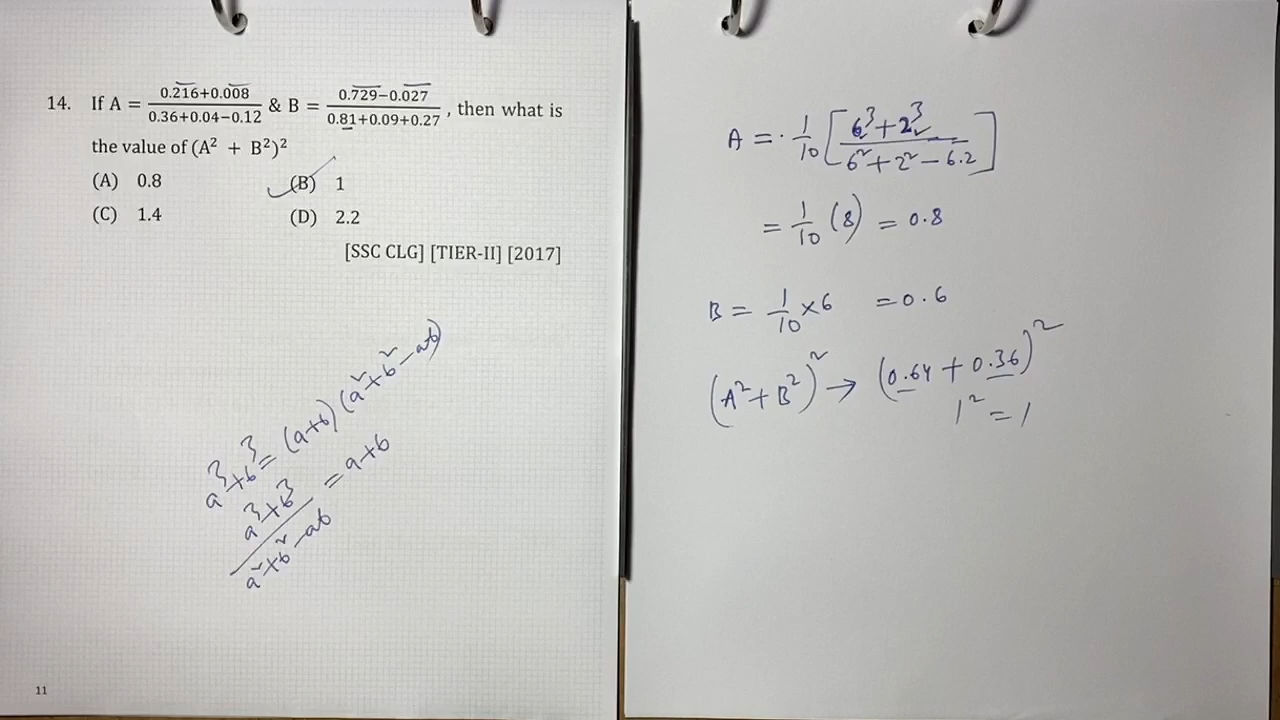 14. If A = (0.216+0.008)/(0.36+0.04−0.12) & B = (0.729−0.027)/(0.81+0.09+0.27), then what is
the value of (A² + B²)²
(A) 0.8 (B) 1
(C) 1.4 (D) 2.2
[SSC CLG] [TIER-II] [2017]
a³+b³ = (a+b)(a²+b²−ab)
(a³+b³)/(a²+b²−ab) = a+b
11
A = 1/10 [(6³+2³)/(6²+2²−6.2)]
= 1/10 (8) = 0.8
B = 1/10 ×6 = 0.6
(A²+B²)² → (0.64 + 0.36)²
1² = 1